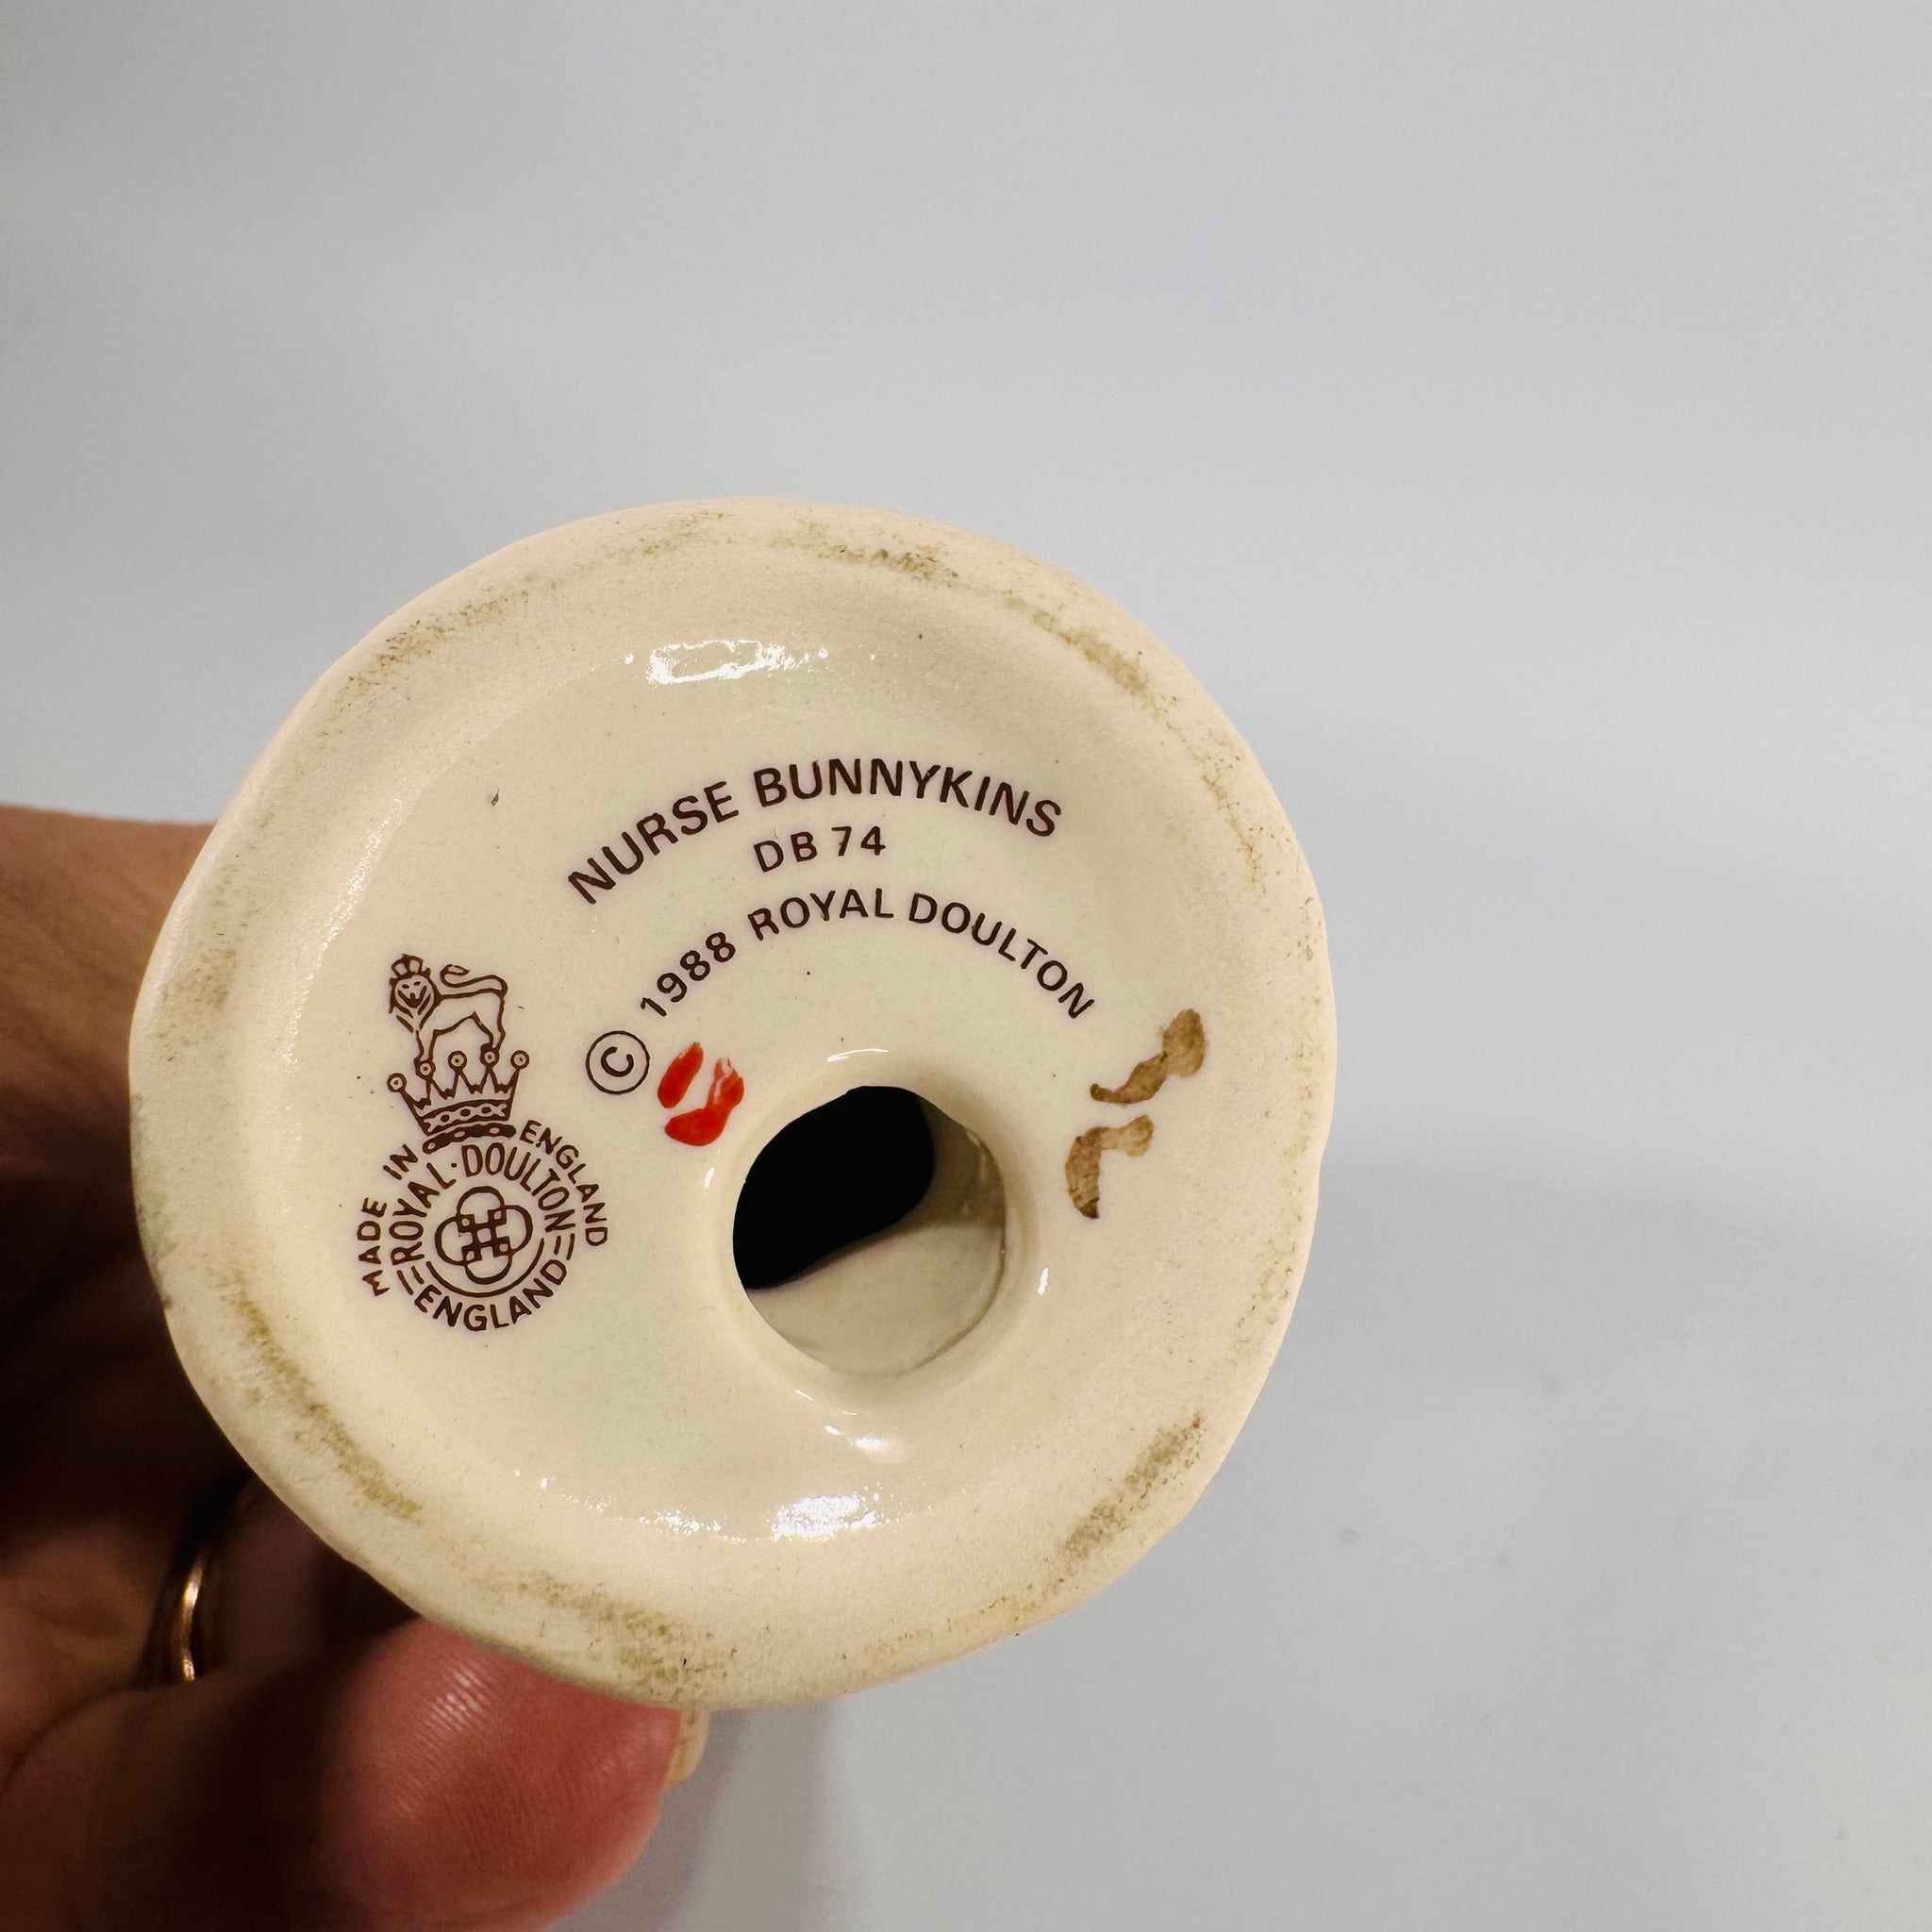 NURSE BUNNYKINS
DB 74
© 1988 ROYAL DOULTON
MADE IN ENGLAND
ROYAL·DOULTON
ENGLAND